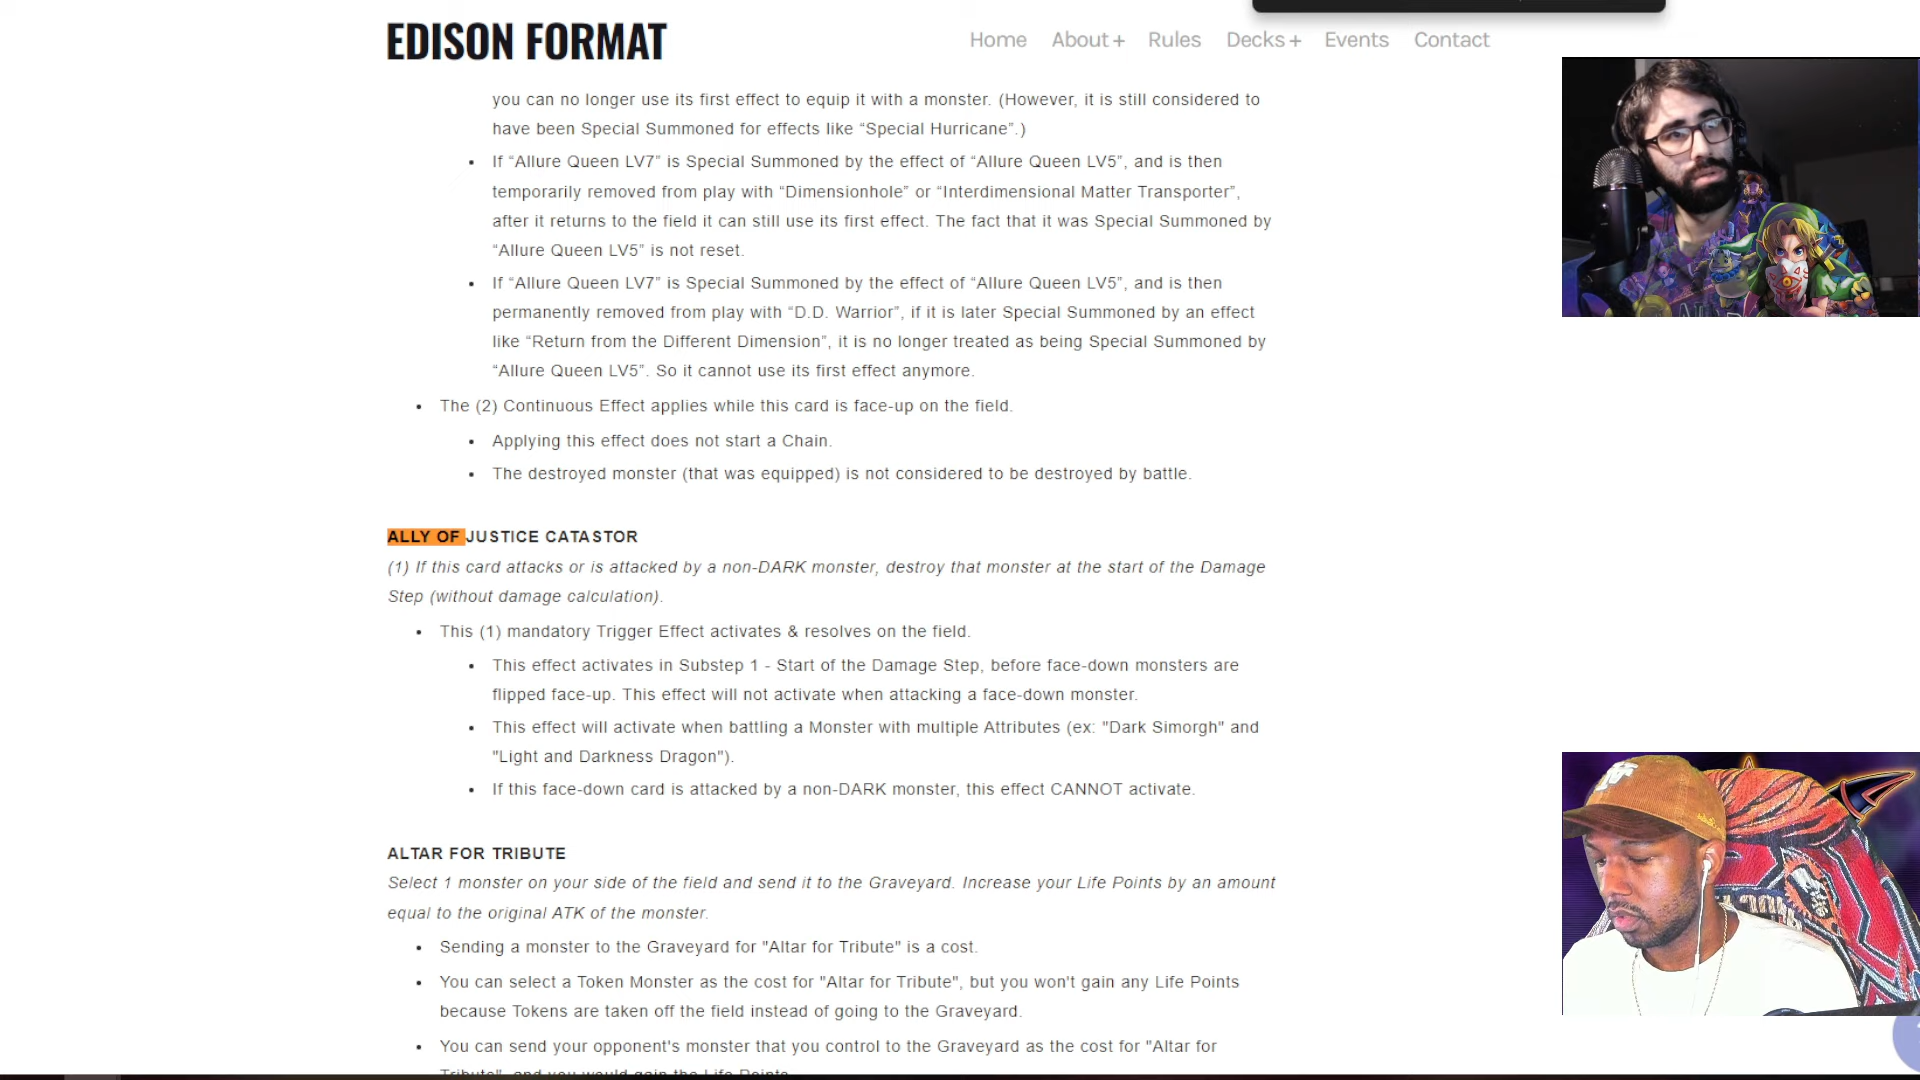 EDISON FORMAT
Home About + Rules Decks + Events Contact
you can no longer use its first effect to equip it with a monster. (However, it is still considered to
have been Special Summoned for effects like “Special Hurricane”.)
• If “Allure Queen LV7” is Special Summoned by the effect of “Allure Queen LV5”, and is then
temporarily removed from play with “Dimensionhole” or “Interdimensional Matter Transporter”,
after it returns to the field it can still use its first effect. The fact that it was Special Summoned by
“Allure Queen LV5” is not reset.
• If “Allure Queen LV7” is Special Summoned by the effect of “Allure Queen LV5”, and is then
permanently removed from play with “D.D. Warrior”, if it is later Special Summoned by an effect
like “Return from the Different Dimension”, it is no longer treated as being Special Summoned by
“Allure Queen LV5”. So it cannot use its first effect anymore.
• The (2) Continuous Effect applies while this card is face-up on the field.
• Applying this effect does not start a Chain.
• The destroyed monster (that was equipped) is not considered to be destroyed by battle.
ALLY OF JUSTICE CATASTOR
(1) If this card attacks or is attacked by a non-DARK monster, destroy that monster at the start of the Damage
Step (without damage calculation).
• This (1) mandatory Trigger Effect activates & resolves on the field.
• This effect activates in Substep 1 - Start of the Damage Step, before face-down monsters are
flipped face-up. This effect will not activate when attacking a face-down monster.
• This effect will activate when battling a Monster with multiple Attributes (ex: "Dark Simorgh" and
"Light and Darkness Dragon").
• If this face-down card is attacked by a non-DARK monster, this effect CANNOT activate.
ALTAR FOR TRIBUTE
Select 1 monster on your side of the field and send it to the Graveyard. Increase your Life Points by an amount
equal to the original ATK of the monster.
• Sending a monster to the Graveyard for "Altar for Tribute" is a cost.
• You can select a Token Monster as the cost for "Altar for Tribute", but you won't gain any Life Points
because Tokens are taken off the field instead of going to the Graveyard.
• You can send your opponent's monster that you control to the Graveyard as the cost for "Altar for
Tribute", and you would gain the Life Points.